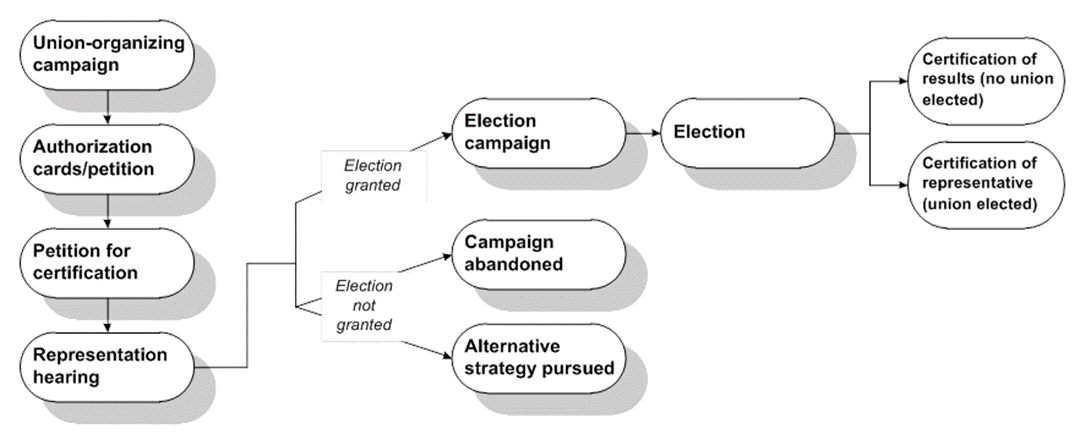 Union-organizing
campaign
Authorization
cards/petition
Petition for
certification
Representation
hearing
Election
granted
Election
not
granted
Election
campaign
Campaign
abandoned
Alternative
strategy pursued
Election
Certification of
results (no union
elected)
Certification of
representative
(union elected)